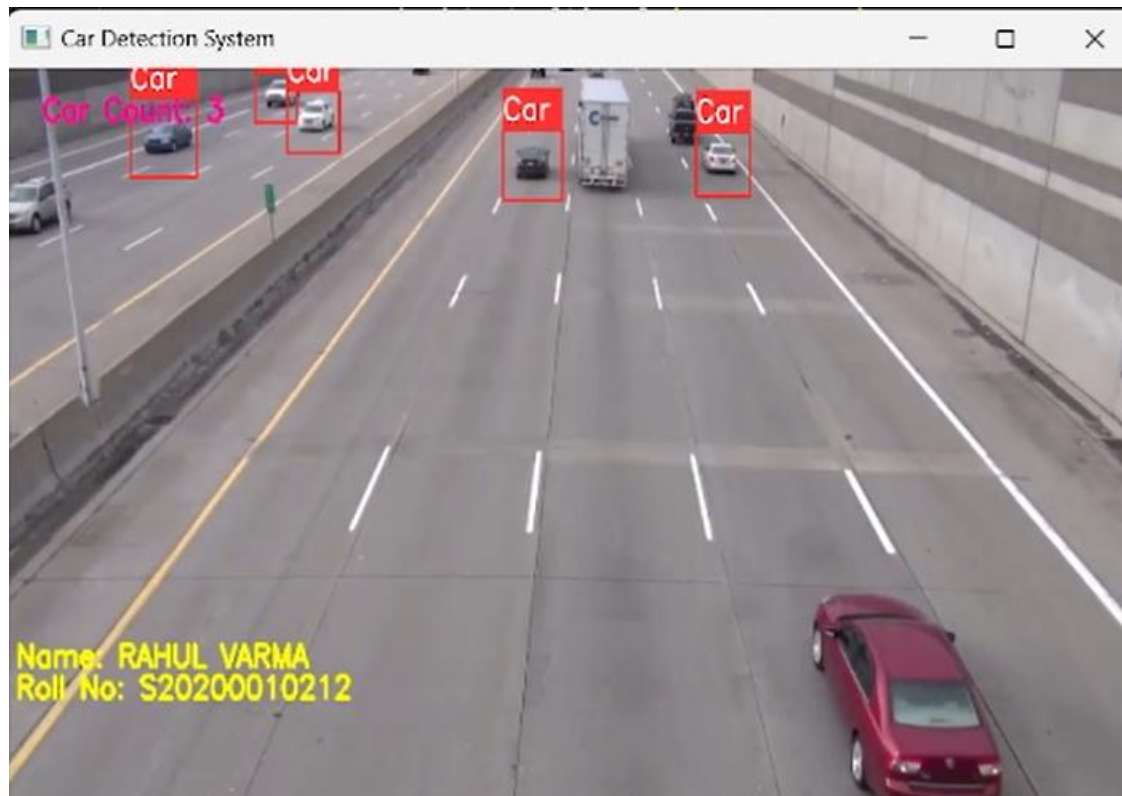 Car Detection System
Car
Car
Car Count: 3
Car
Car
Name: RAHUL VARMA
Roll No: S20200010212